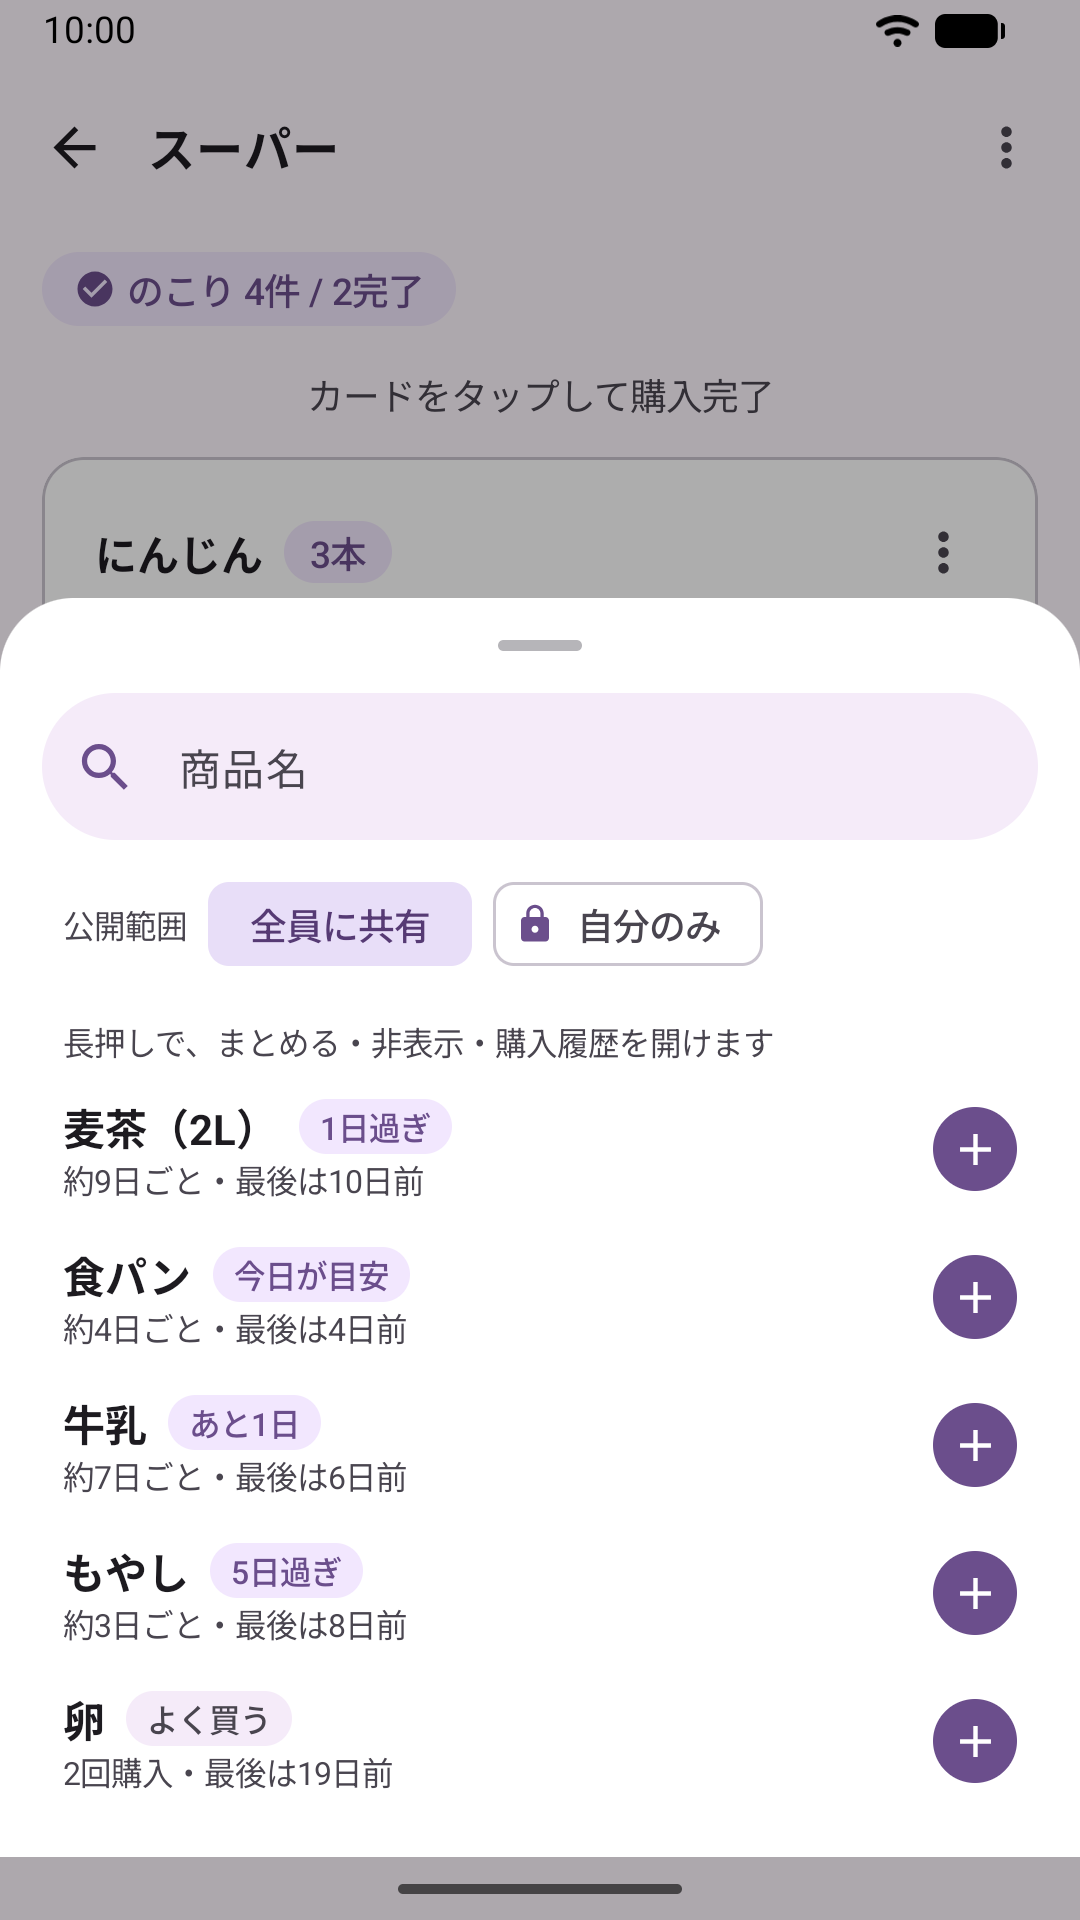 10:00
スーパー
のこり 4件 / 2完了
カードをタップして購入完了
にんじん 3本
商品名
公開範囲 全員に共有 自分のみ
長押しで、まとめる・非表示・購入履歴を開けます
麦茶（2L） 1日過ぎ
約9日ごと・最後は10日前
食パン 今日が目安
約4日ごと・最後は4日前
牛乳 あと1日
約7日ごと・最後は6日前
もやし 5日過ぎ
約3日ごと・最後は8日前
卵 よく買う
2回購入・最後は19日前